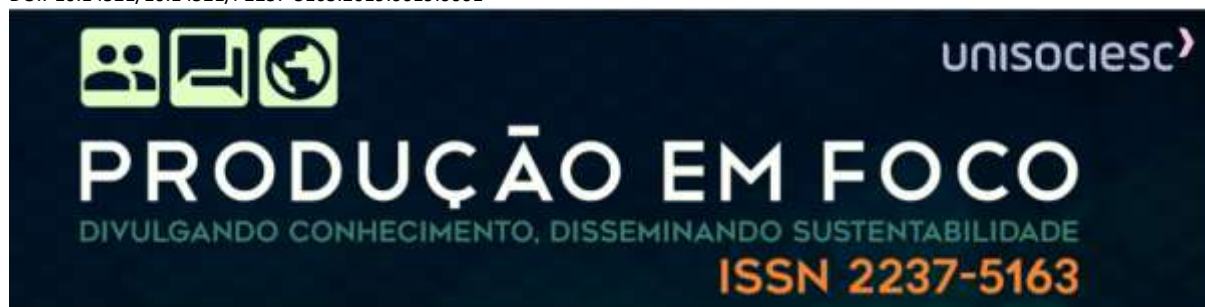 unisociesc
PRODUÇÃO EM FOCO
DIVULGANDO CONHECIMENTO, DISSEMINANDO SUSTENTABILIDADE
ISSN 2237-5163